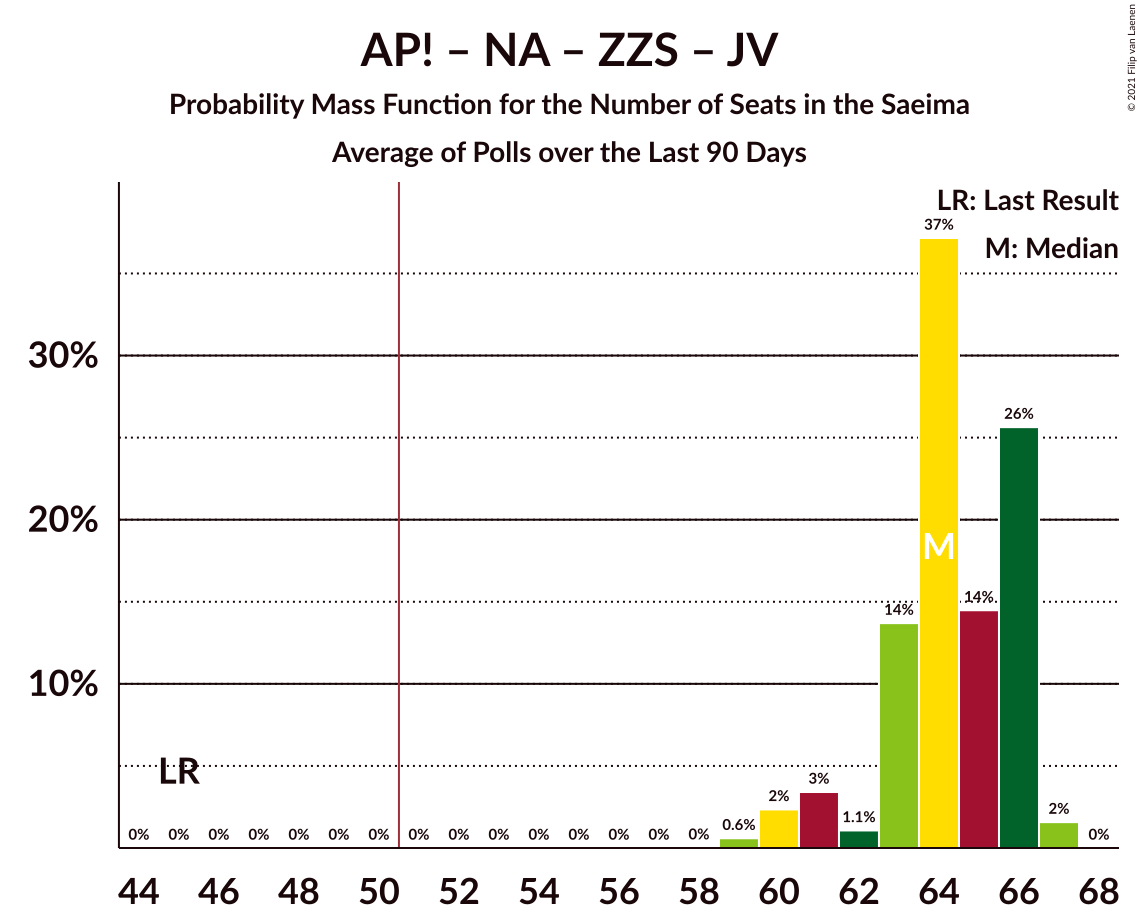 AP! – NA – ZZS – JV
Probability Mass Function for the Number of Seats in the Saeima
Average of Polls over the Last 90 Days
© 2021 Filip van Laenen
LR: Last Result
M: Median
37%
30%
26%
20%
M
14%
14%
10%
LR
3%
2%
2%
1.1%
0.6%
0% 0% 0% 0% 0% 0% 0% 0% 0% 0% 0% 0% 0% 0% 0% 0%
44 46 48 50 52 54 56 58 60 62 64 66 68